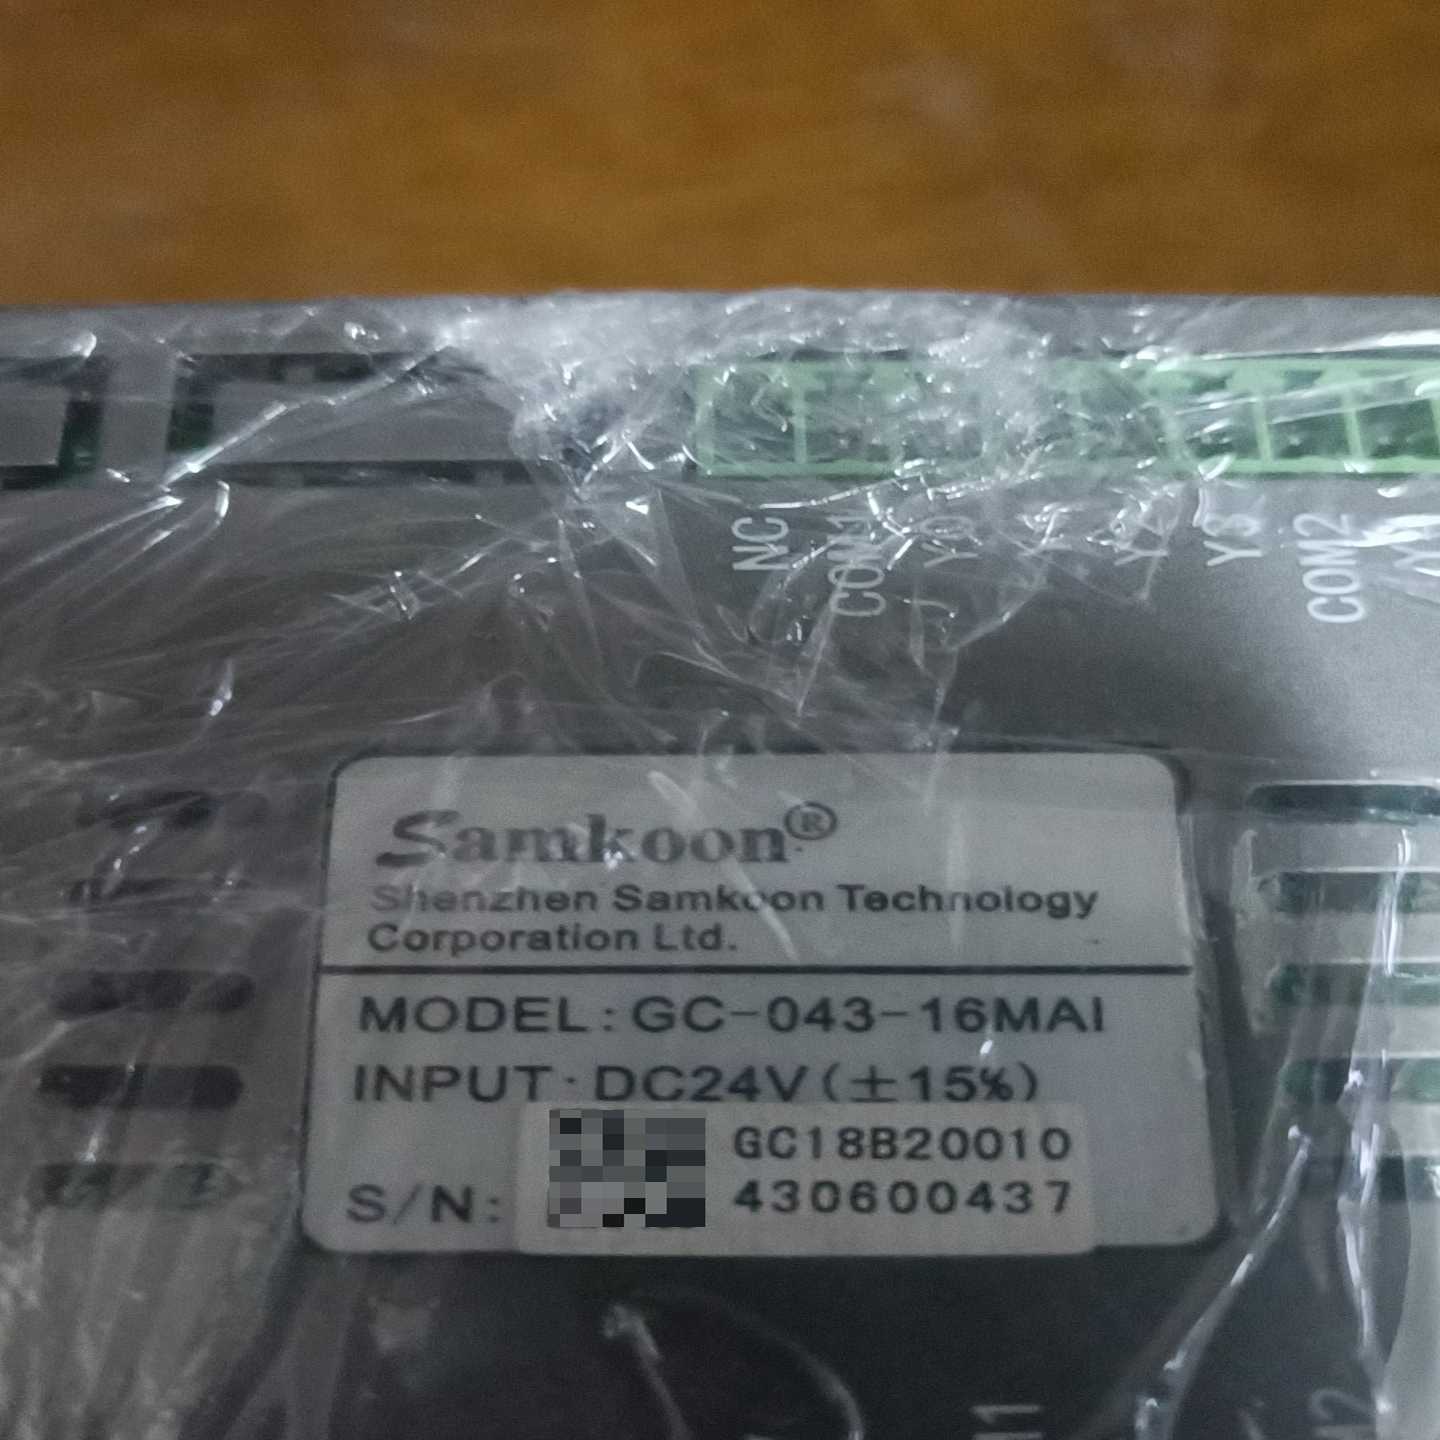 NC
COM1
Y0
Y1
Y2
Y3
COM2
Samkoon®
Shenzhen Samkoon Technology
Corporation Ltd.
MODEL:GC-043-16MAI
INPUT:DC24V(±15%)
GC18B20010
S/N:
430600437